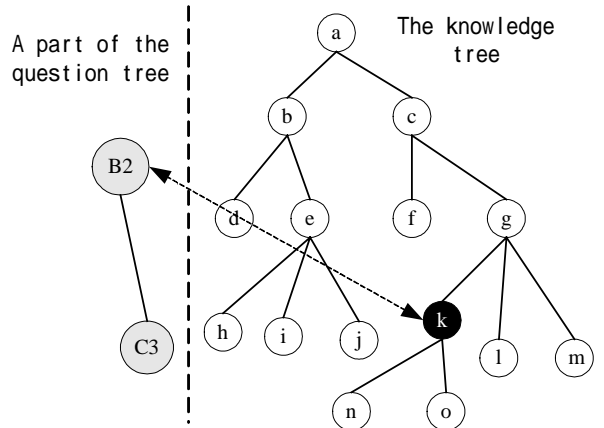 A part of the
question tree
The knowledge
tree
a
b
c
B2
d
e
f
g
h
i
j
k
l
m
C3
n
o